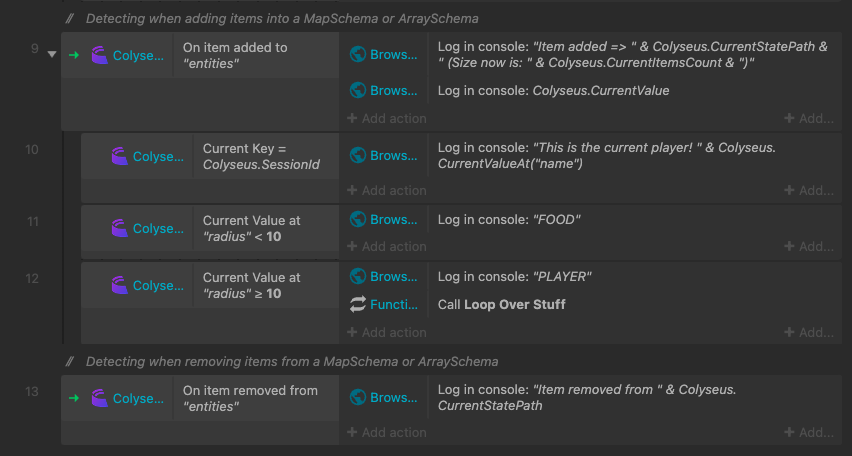 // Detecting when adding items into a MapSchema or ArraySchema
9
Colyse...
On item added to
"entities"
Brows...
Log in console: "Item added => " & Colyseus.CurrentStatePath &
" (Size now is: " & Colyseus.CurrentItemsCount & ")"
Brows...
Log in console: Colyseus.CurrentValue
+ Add action
+ Add...
10
Colyse...
Current Key =
Colyseus.SessionId
Brows...
Log in console: "This is the current player! " & Colyseus.
CurrentValueAt("name")
+ Add action
+ Add...
11
Colyse...
Current Value at
"radius" < 10
Brows...
Log in console: "FOOD"
+ Add action
+ Add...
12
Colyse...
Current Value at
"radius" ≥ 10
Brows...
Log in console: "PLAYER"
Functi...
Call Loop Over Stuff
+ Add action
+ Add...
// Detecting when removing items from a MapSchema or ArraySchema
13
Colyse...
On item removed from
"entities"
Brows...
Log in console: "Item removed from " & Colyseus.
CurrentStatePath
+ Add action
+ Add...